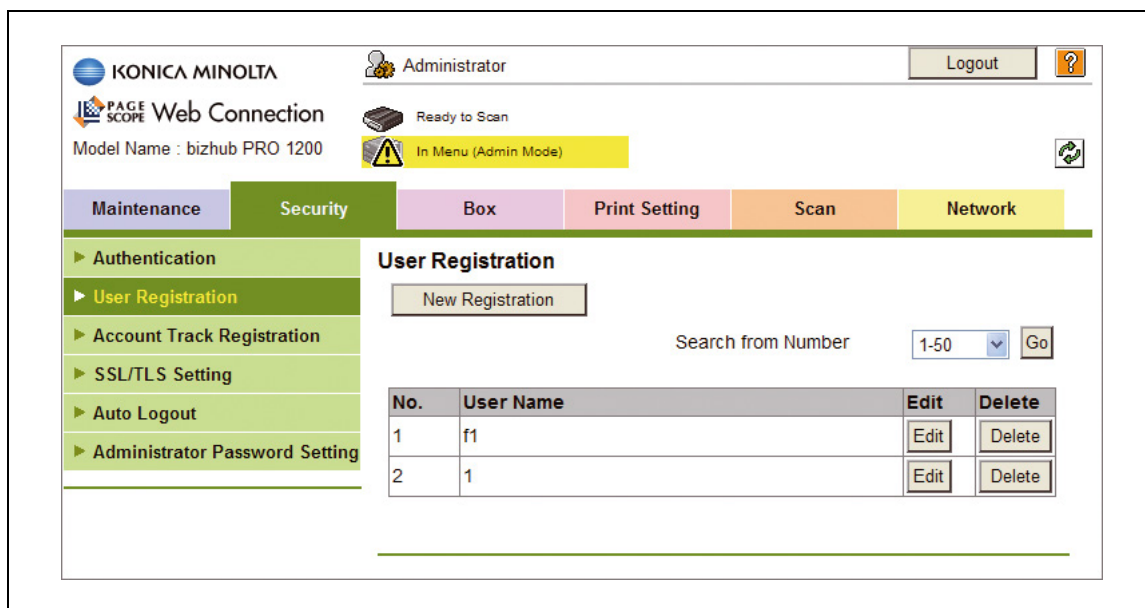 KONICA MINOLTA
Administrator
Logout
?
PAGE SCOPE Web Connection
Ready to Scan
Model Name : bizhub PRO 1200
In Menu (Admin Mode)
Maintenance Security Box Print Setting Scan Network
Authentication
User Registration
Account Track Registration
SSL/TLS Setting
Auto Logout
Administrator Password Setting
User Registration
New Registration
Search from Number 1-50 Go
No. User Name Edit Delete
1 f1 Edit Delete
2 1 Edit Delete